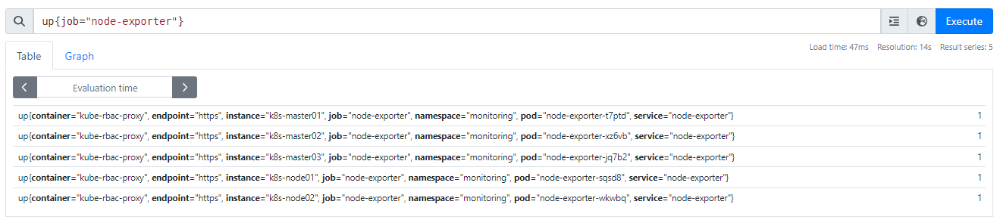 up{job="node-exporter"}
Execute
Load time: 47ms Resolution: 14s Result series: 5
Table Graph
Evaluation time
up{container="kube-rbac-proxy", endpoint="https", instance="k8s-master01", job="node-exporter", namespace="monitoring", pod="node-exporter-t7ptd", service="node-exporter"} 1
up{container="kube-rbac-proxy", endpoint="https", instance="k8s-master02", job="node-exporter", namespace="monitoring", pod="node-exporter-xz6vb", service="node-exporter"} 1
up{container="kube-rbac-proxy", endpoint="https", instance="k8s-master03", job="node-exporter", namespace="monitoring", pod="node-exporter-jq7b2", service="node-exporter"} 1
up{container="kube-rbac-proxy", endpoint="https", instance="k8s-node01", job="node-exporter", namespace="monitoring", pod="node-exporter-sqsd8", service="node-exporter"} 1
up{container="kube-rbac-proxy", endpoint="https", instance="k8s-node02", job="node-exporter", namespace="monitoring", pod="node-exporter-wkwbq", service="node-exporter"} 1